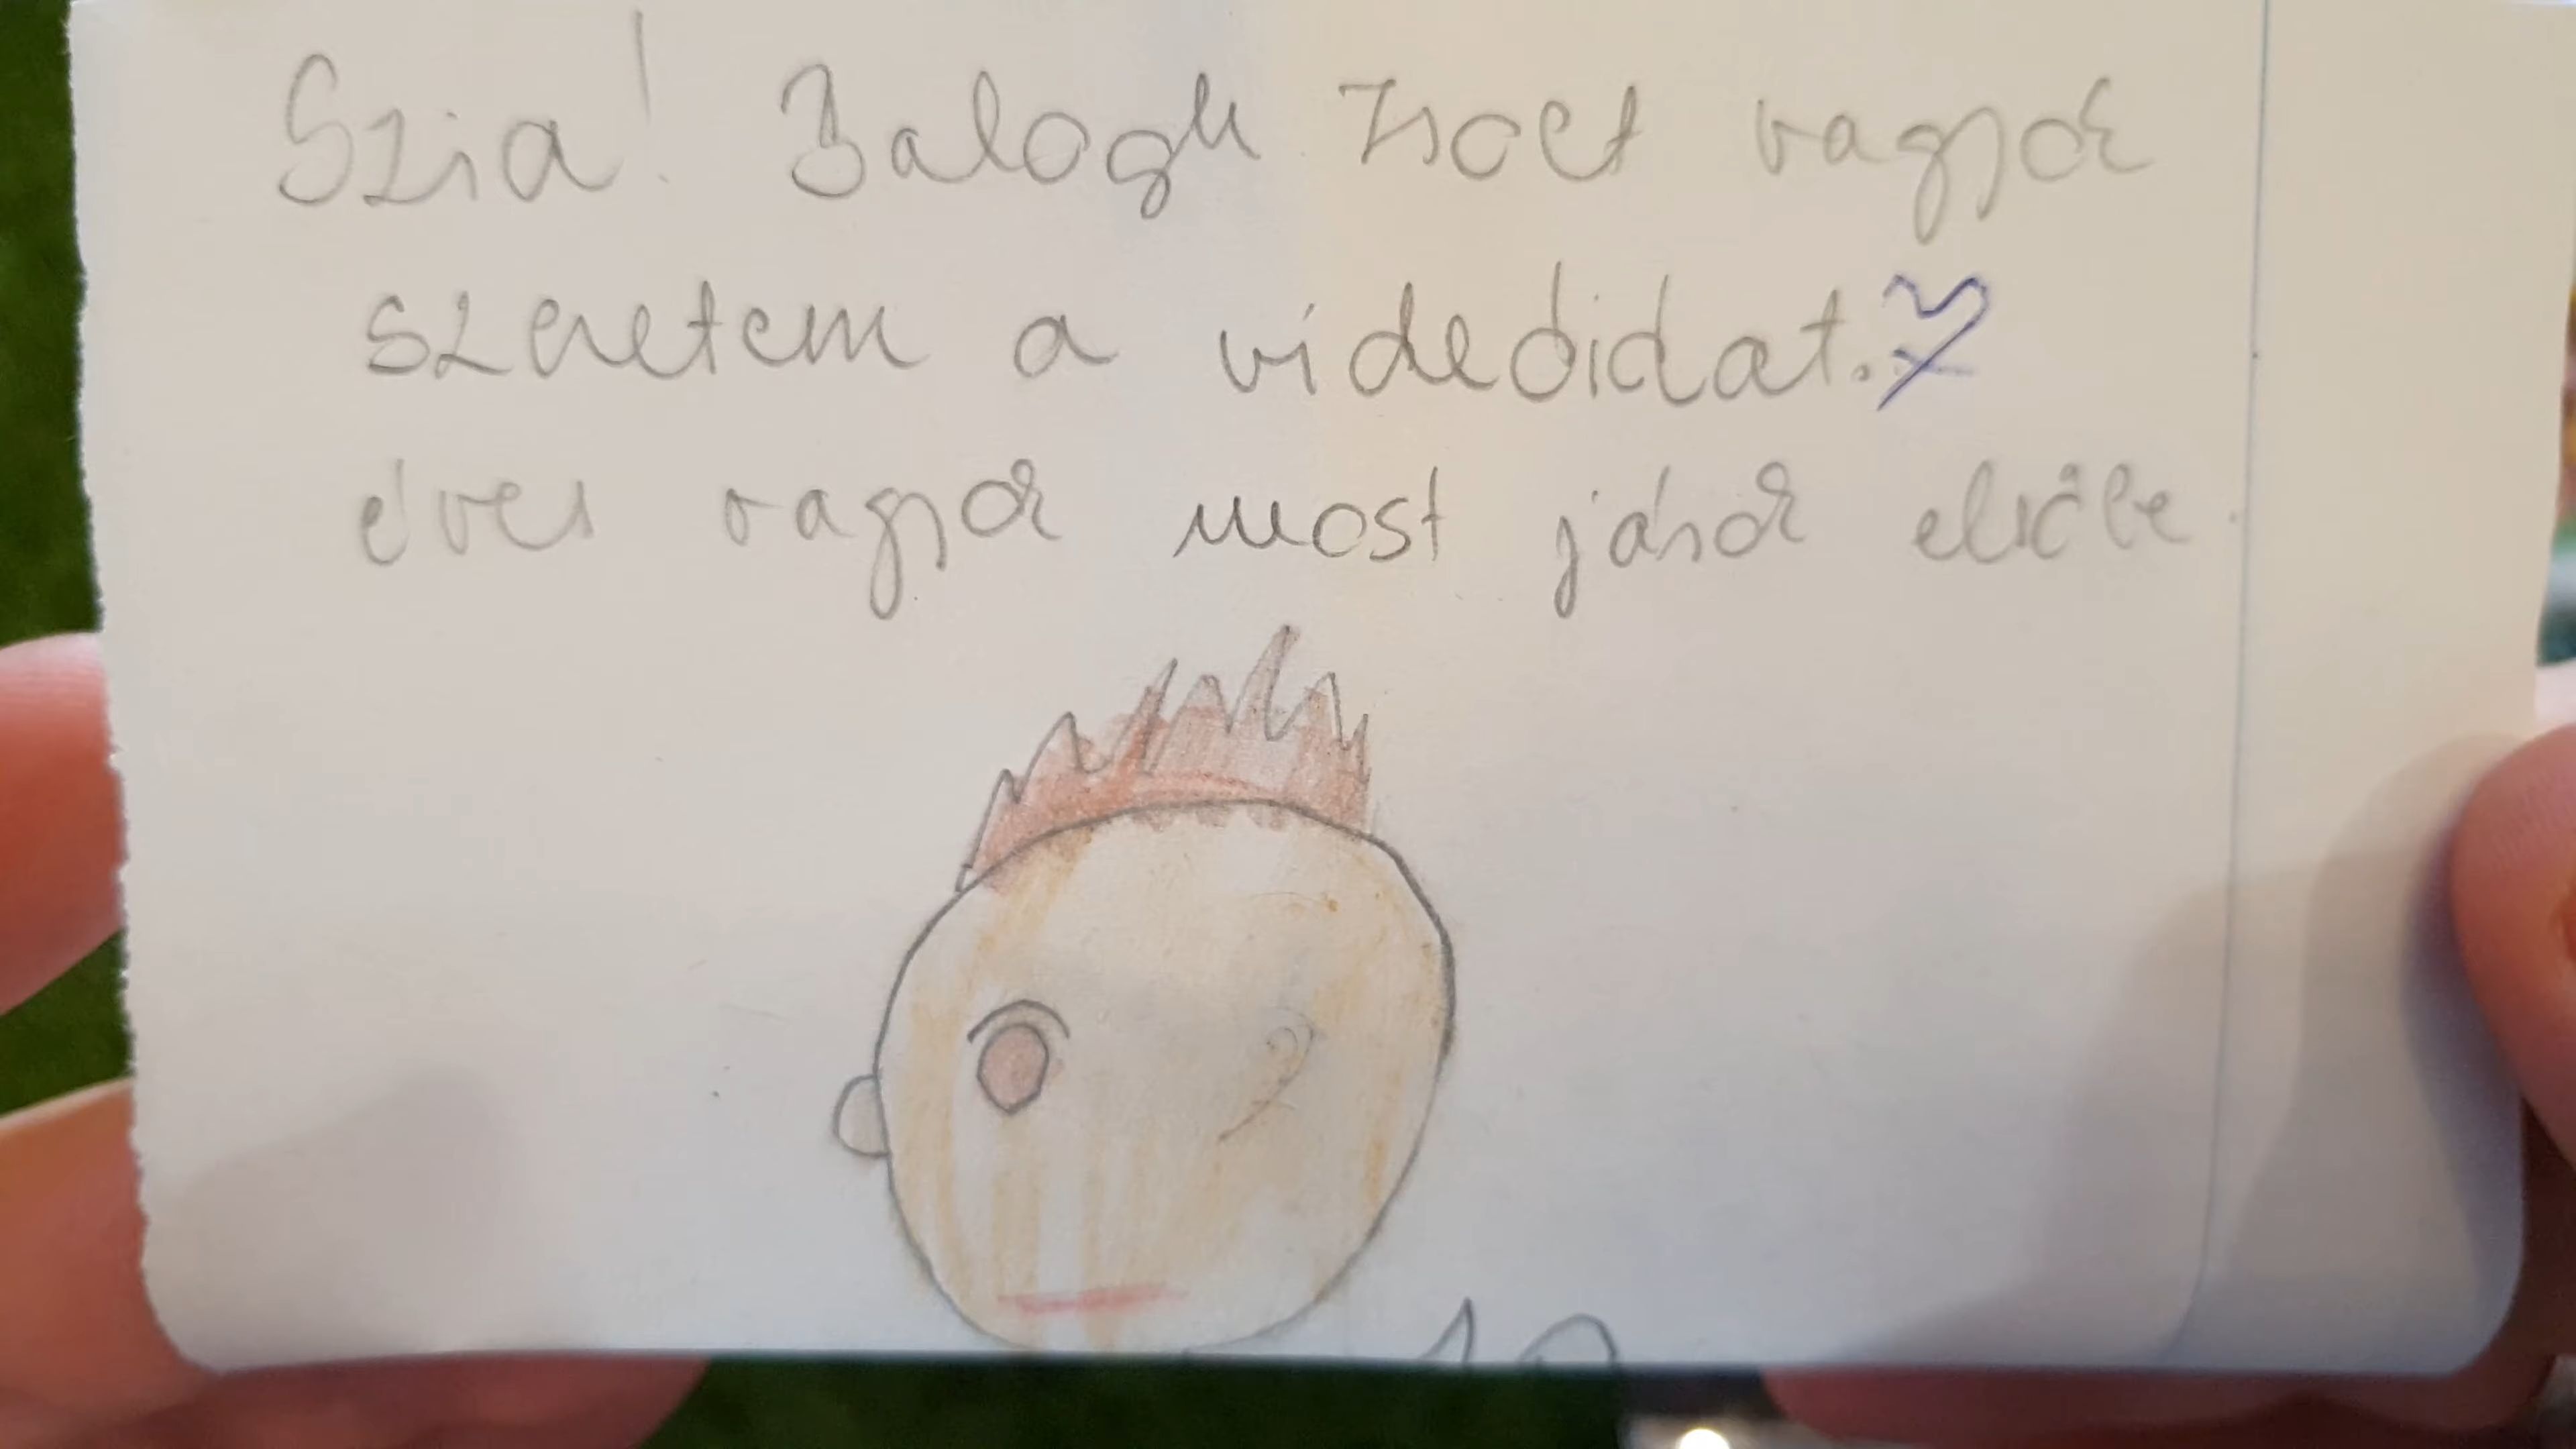 Szia! Balogh Zsolt vagyok
szeretem a videdidat.
éves vagyok most járok elsőbe.